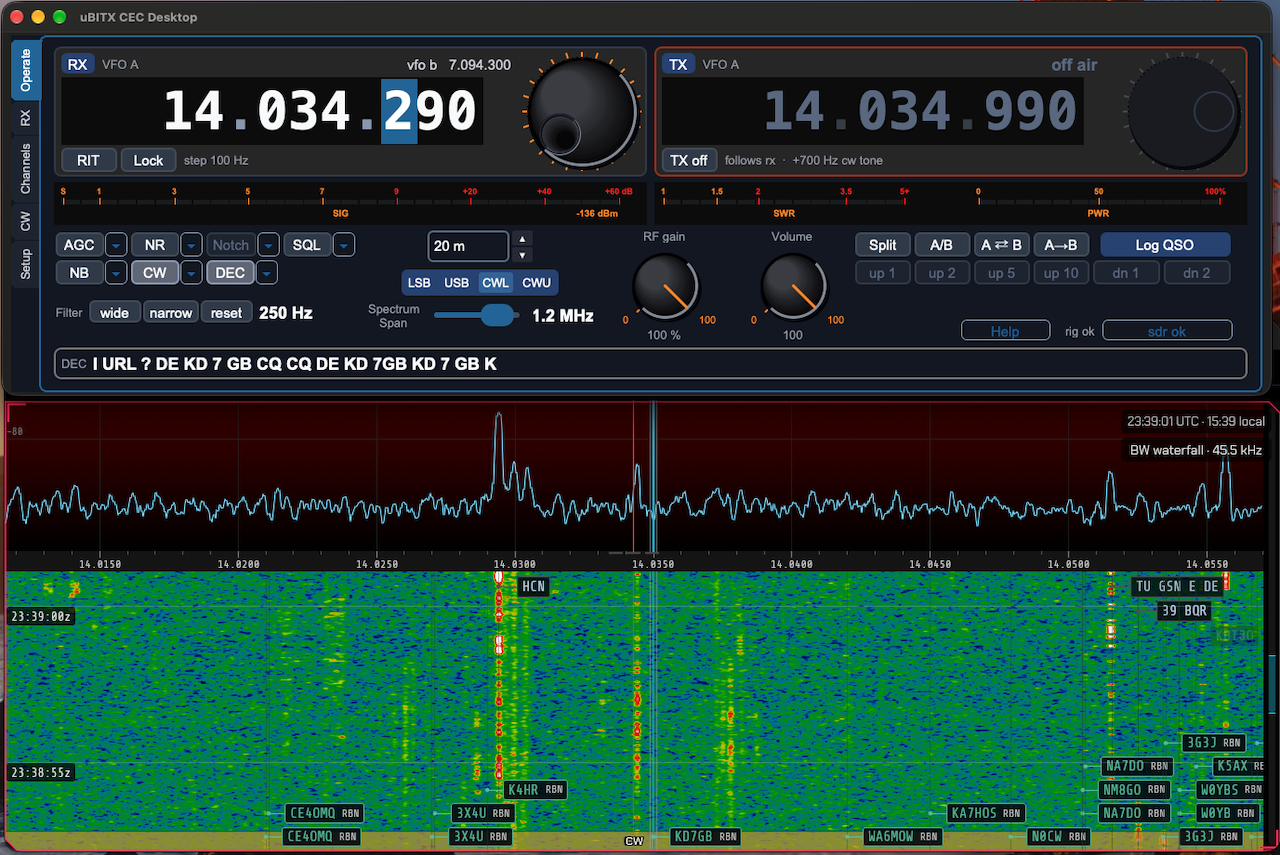 uBITX CEC Desktop
Operate
RX
Channels
CW
Setup
RX VFO A vfo b 7.094.300
14.034.290
RIT Lock step 100 Hz
TX VFO A off air
14.034.990
TX off follows rx · +700 Hz cw tone
S 1 3 5 7 9 +20 +40 +60 dB
SIG -136 dBm
1 1.5 2 3.5 5+ 0 50 100%
SWR PWR
AGC NR Notch SQL
NB CW DEC
Filter wide narrow reset 250 Hz
20 m
LSB USB CWL CWU
Spectrum Span 1.2 MHz
RF gain
0 100
100 %
Volume
0 100
100
Split A/B A ⇄ B A→B Log QSO
up 1 up 2 up 5 up 10 dn 1 dn 2
Help rig ok sdr ok
DEC I URL ? DE KD 7 GB CQ CQ DE KD 7GB KD 7 GB K
23:39:01 UTC · 15:39 local
-80
BW waterfall · 45.5 kHz
14.0150 14.0200 14.0250 14.0300 14.0350 14.0400 14.0450 14.0500 14.0550
HCN TU GSN E DE
23:39:00z 39 BQR
3G3J RBN
23:38:55z NA7DO RBN K5AX RB
K4HR RBN NM8GO RBN W0YBS RBN
CE4OMQ RBN 3X4U RBN KA7HOS RBN NA7DO RBN W0YB RBN
CE4OMQ RBN 3X4U RBN CW KD7GB RBN WA6MOW RBN N0CW RBN 3G3J RBN